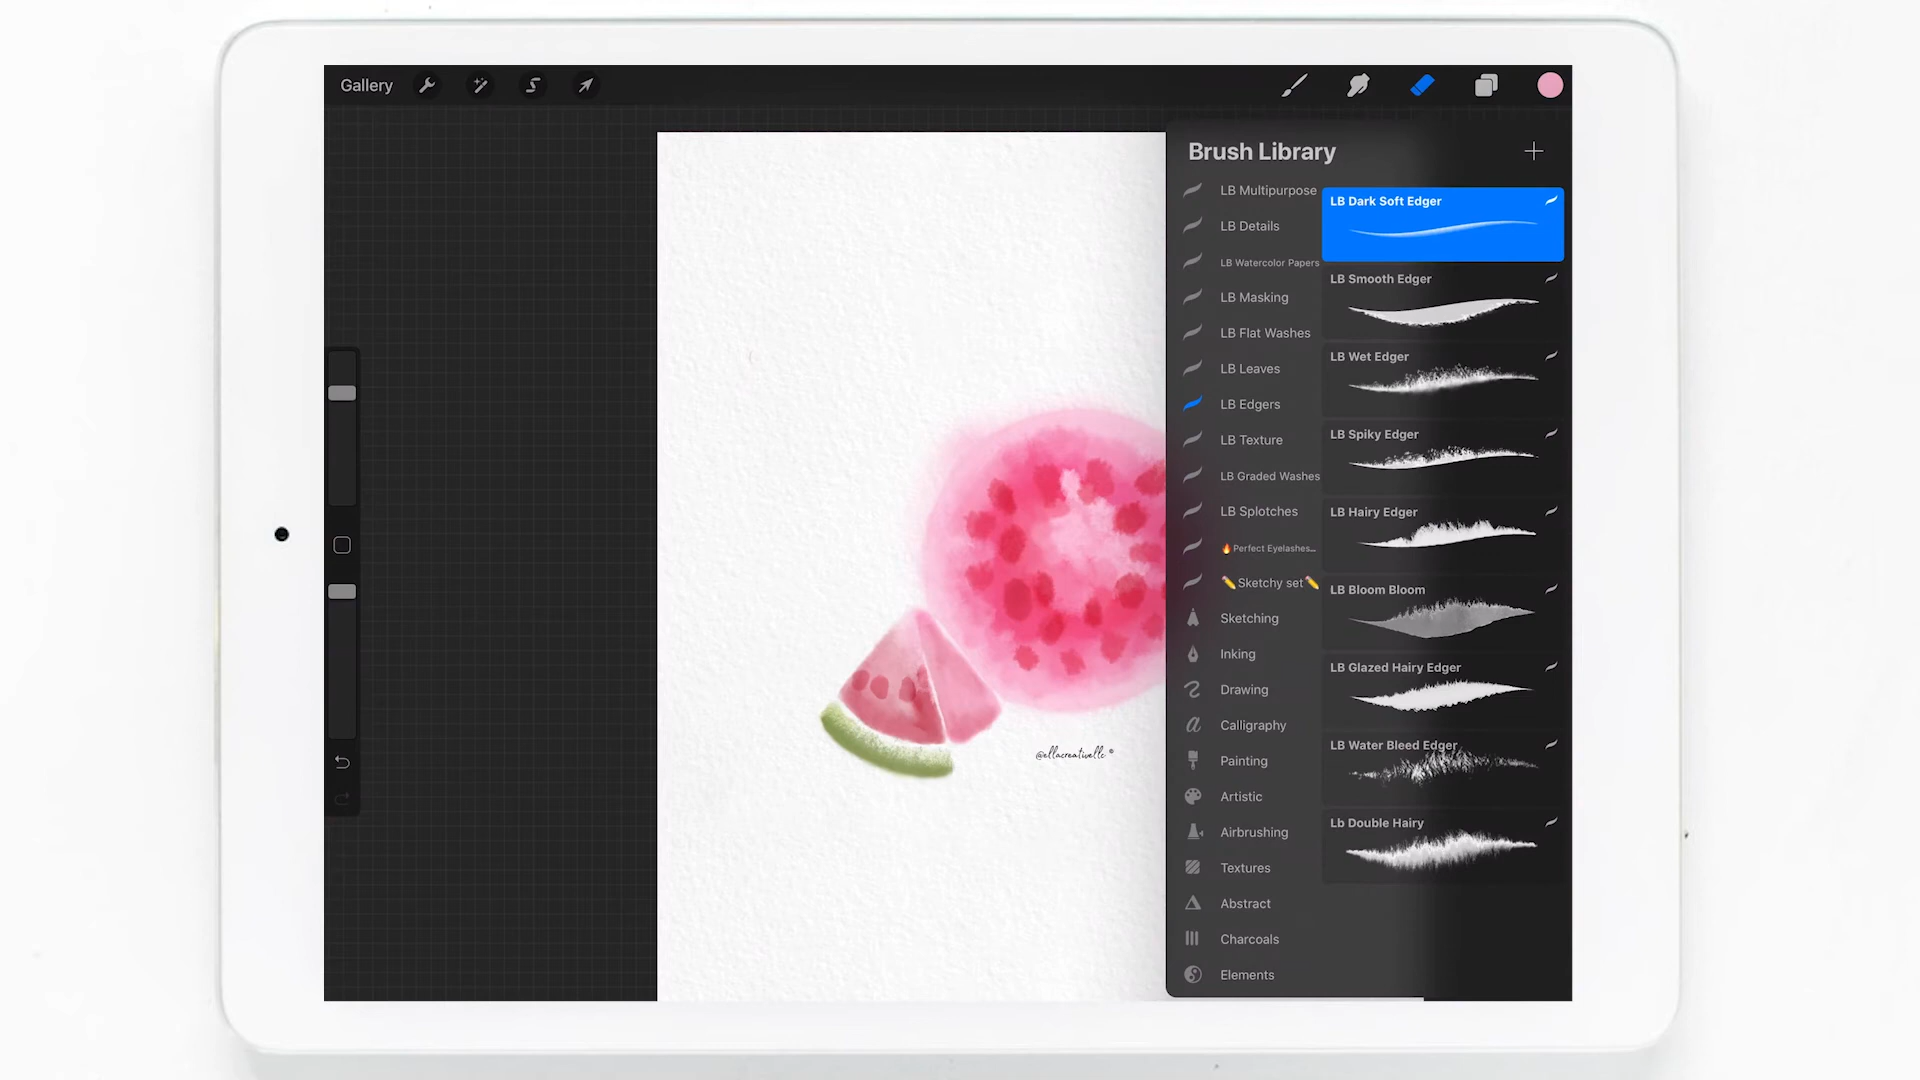 Gallery
Brush Library
LB Multipurpose
LB Details
LB Watercolor Papers
LB Masking
LB Flat Washes
LB Leaves
LB Edgers
LB Texture
LB Graded Washes
LB Splotches
🔥Perfect Eyelashes...
✏️Sketchy set✏️
Sketching
Inking
Drawing
Calligraphy
Painting
Artistic
Airbrushing
Textures
Abstract
Charcoals
Elements
LB Dark Soft Edger
LB Smooth Edger
LB Wet Edger
LB Spiky Edger
LB Hairy Edger
LB Bloom Bloom
LB Glazed Hairy Edger
LB Water Bleed Edger
Lb Double Hairy
@ellacreativellc